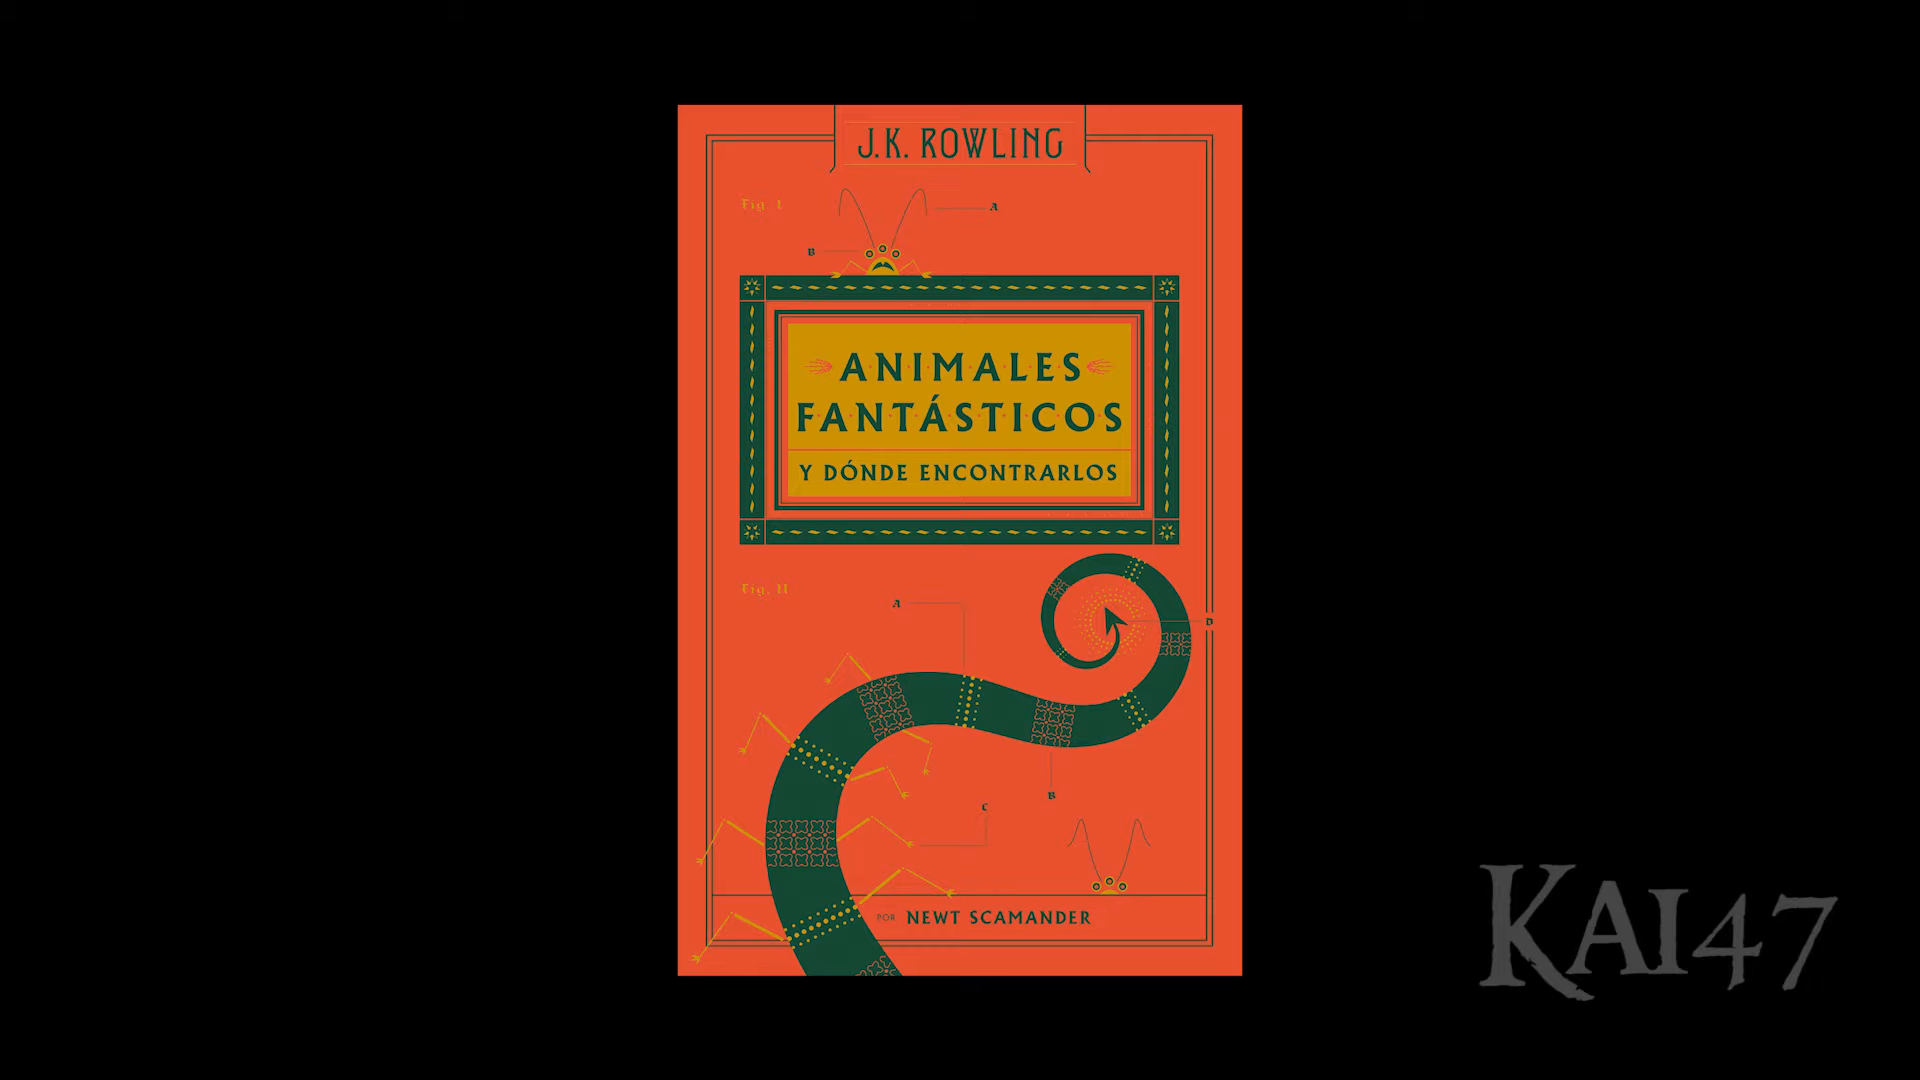 J.K. ROWLING
Fig. I
A
B
ANIMALES
FANTÁSTICOS
Y DÓNDE ENCONTRARLOS
Fig. II
A
D
B
C
POR NEWT SCAMANDER
KAI47